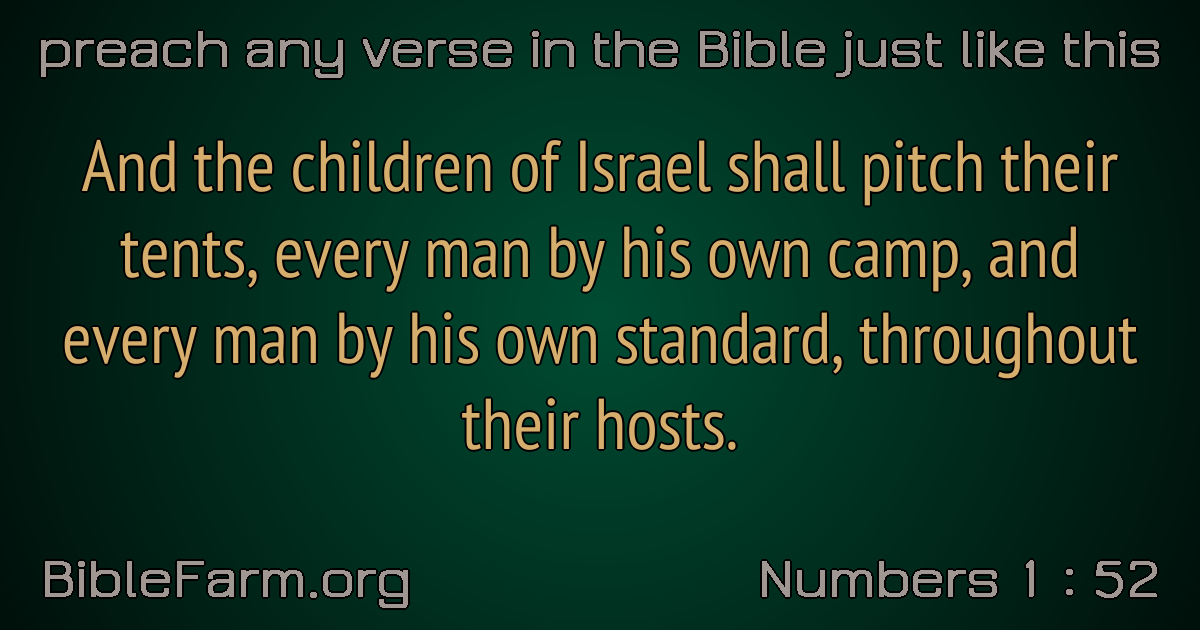 preach any verse in the Bible just like this
And the children of Israel shall pitch their
tents, every man by his own camp, and
every man by his own standard, throughout
their hosts.
BibleFarm.org
Numbers 1 : 52